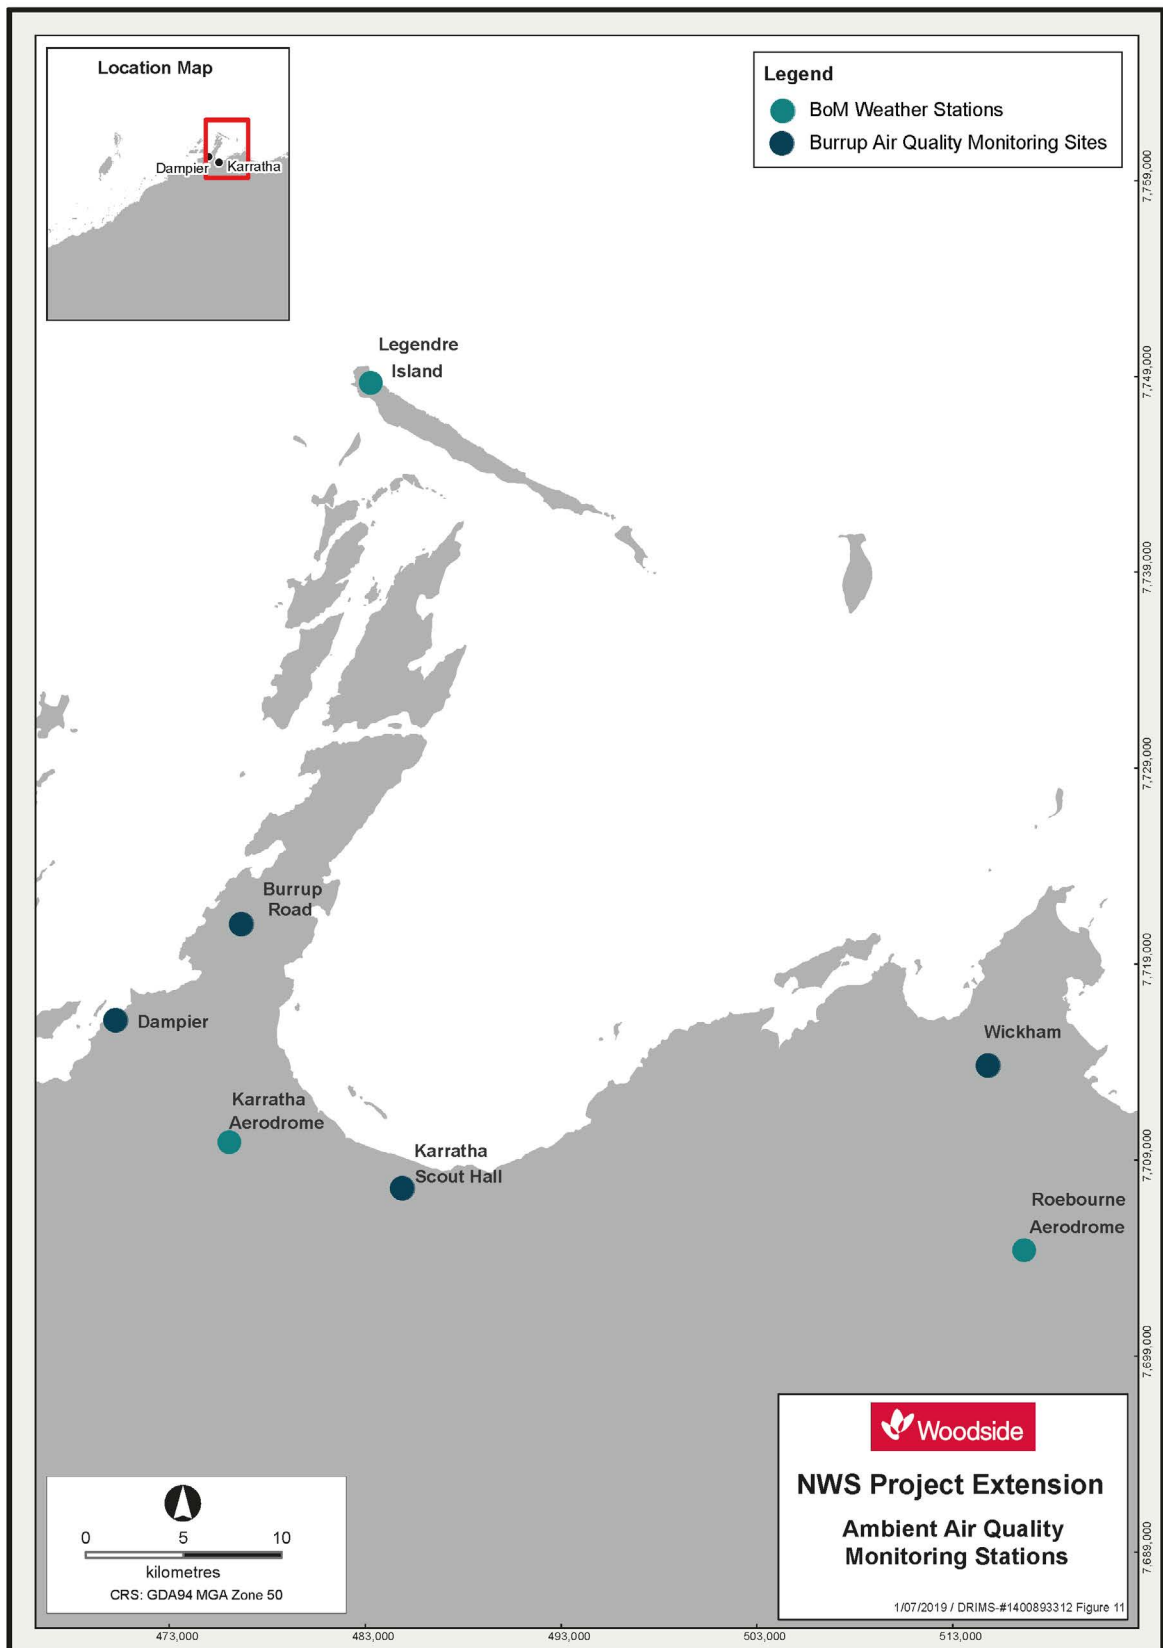 Location Map
Dampier
Karratha
Legend
BoM Weather Stations
Burrup Air Quality Monitoring Sites
7,759,000
Legendre
Island
7,749,000
7,739,000
7,729,000
Burrup
Road
7,719,000
Dampier
Wickham
Karratha
Aerodrome
Karratha
Scout Hall
7,709,000
Roebourne
Aerodrome
7,699,000
Woodside
NWS Project Extension
Ambient Air Quality
Monitoring Stations
7,689,000
1/07/2019 / DRIMS-#1400893312 Figure 11
0 5 10
kilometres
CRS: GDA94 MGA Zone 50
473,000 483,000 493,000 503,000 513,000